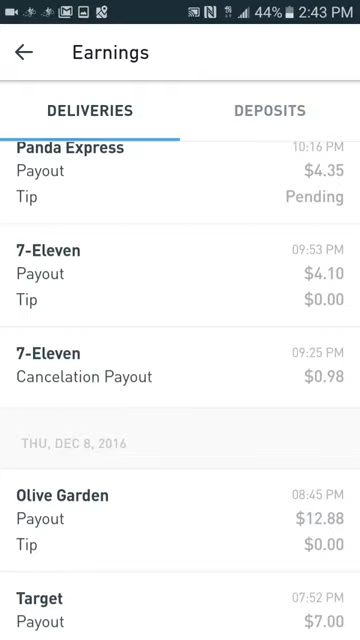 44% 2:43 PM
Earnings
DELIVERIES DEPOSITS
Panda Express 10:16 PM
Payout $4.35
Tip Pending
7-Eleven 09:53 PM
Payout $4.10
Tip $0.00
7-Eleven 09:25 PM
Cancelation Payout $0.98
THU, DEC 8, 2016
Olive Garden 08:45 PM
Payout $12.88
Tip $0.00
Target 07:52 PM
Payout $7.00